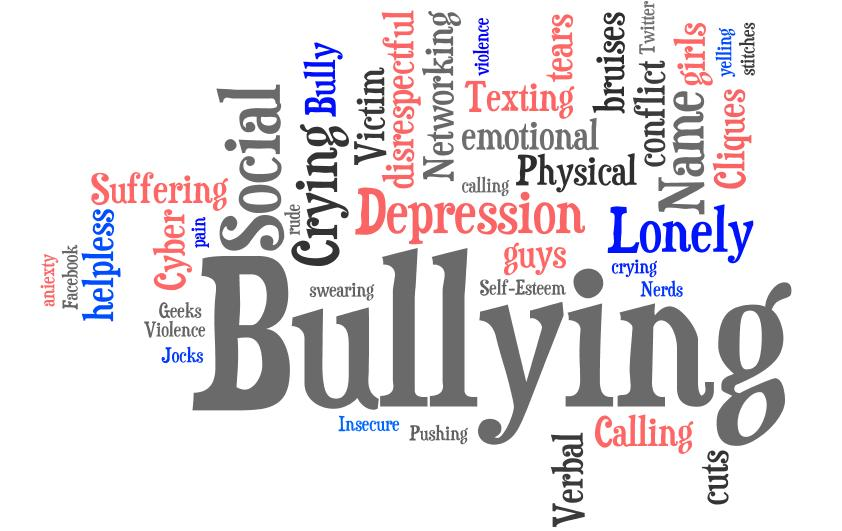 Twitter
disrespectful
Networking
violence
tears
bruises
girls
yelling
stitches
Bully
Victim
Texting
conflict
Name
Cliques
Social
Crying
emotional
Physical
calling
Suffering
Depression
rude
Lonely
helpless
Cyber
pain
guys
crying
aniexty
Facebook
swearing
Self-Esteem
Nerds
Geeks
Violence
Jocks
Bullying
Insecure
Pushing
Calling
Verbal
cuts